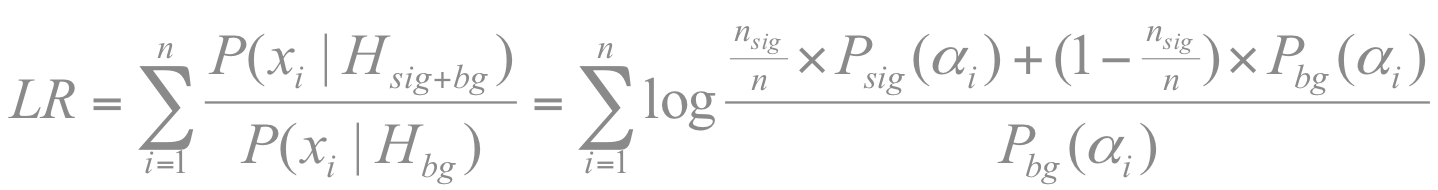 LR = \sum_{i=1}^{n} \frac{P(x_i | H_{sig+bg})}{P(x_i | H_{bg})} = \sum_{i=1}^{n} \log \frac{\frac{n_{sig}}{n} \times P_{sig}(\alpha_i) + (1 - \frac{n_{sig}}{n}) \times P_{bg}(\alpha_i)}{P_{bg}(\alpha_i)}